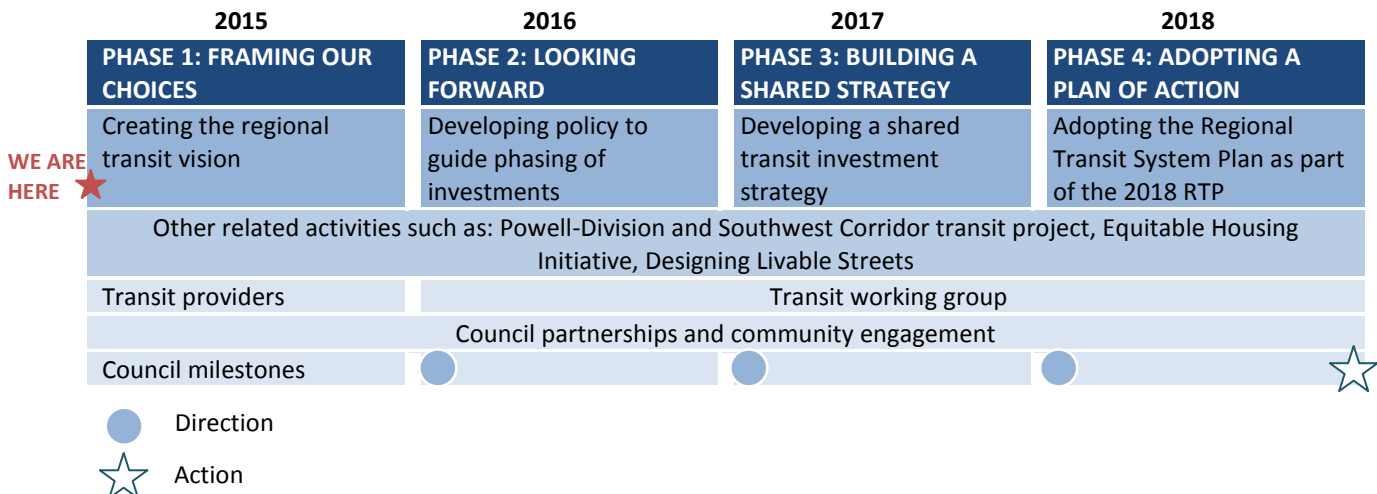 2015
2016
2017
2018
PHASE 1: FRAMING OUR
CHOICES
PHASE 2: LOOKING
FORWARD
PHASE 3: BUILDING A
SHARED STRATEGY
PHASE 4: ADOPTING A
PLAN OF ACTION
WE ARE
HERE
Creating the regional
transit vision
Developing policy to
guide phasing of
investments
Developing a shared
transit investment
strategy
Adopting the Regional
Transit System Plan as part
of the 2018 RTP
Other related activities such as: Powell-Division and Southwest Corridor transit project, Equitable Housing
Initiative, Designing Livable Streets
Transit providers
Transit working group
Council partnerships and community engagement
Council milestones
Direction
Action